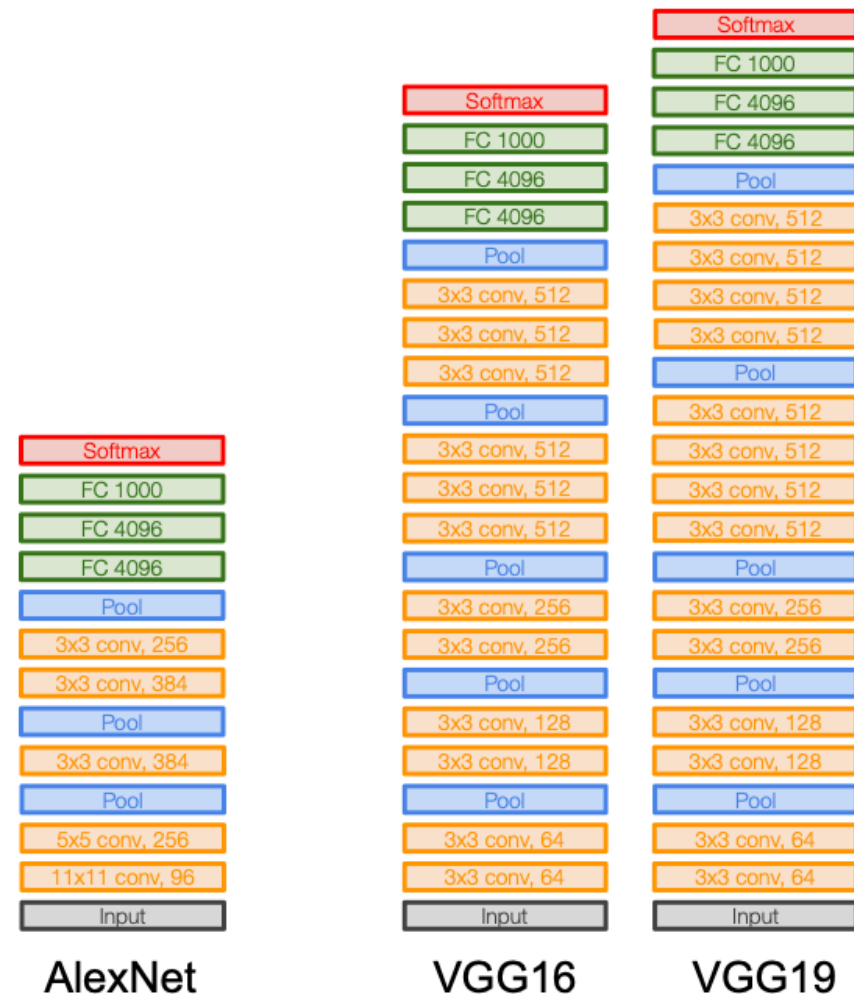 Softmax
FC 1000
FC 4096
FC 4096
Pool
3x3 conv, 256
3x3 conv, 384
Pool
3x3 conv, 384
Pool
5x5 conv, 256
11x11 conv, 96
Input
AlexNet
Softmax
FC 1000
FC 4096
FC 4096
Pool
3x3 conv, 512
3x3 conv, 512
3x3 conv, 512
Pool
3x3 conv, 512
3x3 conv, 512
3x3 conv, 512
Pool
3x3 conv, 256
3x3 conv, 256
Pool
3x3 conv, 128
3x3 conv, 128
Pool
3x3 conv, 64
3x3 conv, 64
Input
VGG16
Softmax
FC 1000
FC 4096
FC 4096
Pool
3x3 conv, 512
3x3 conv, 512
3x3 conv, 512
3x3 conv, 512
Pool
3x3 conv, 512
3x3 conv, 512
3x3 conv, 512
3x3 conv, 512
Pool
3x3 conv, 256
3x3 conv, 256
Pool
3x3 conv, 128
3x3 conv, 128
Pool
3x3 conv, 64
3x3 conv, 64
Input
VGG19